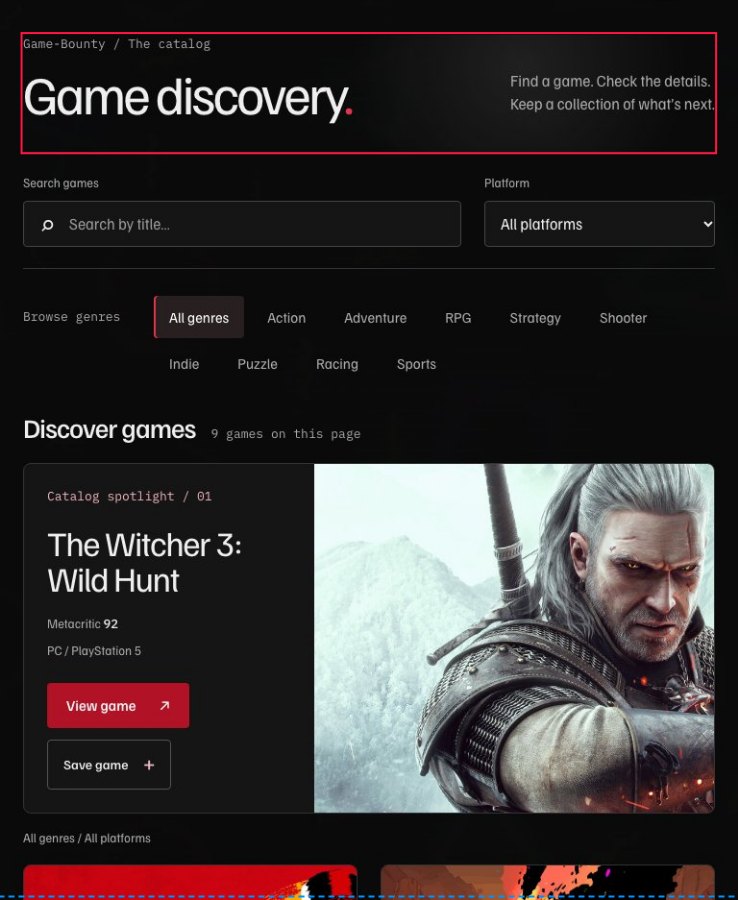 Game-Bounty / The catalog
Game discovery.
Find a game. Check the details.
Keep a collection of what's next.
Search games
Platform
Search by title...
All platforms
Browse genres
All genres
Action
Adventure
RPG
Strategy
Shooter
Indie
Puzzle
Racing
Sports
Discover games
9 games on this page
Catalog spotlight / 01
The Witcher 3:
Wild Hunt
Metacritic 92
PC / PlayStation 5
View game
Save game
All genres / All platforms